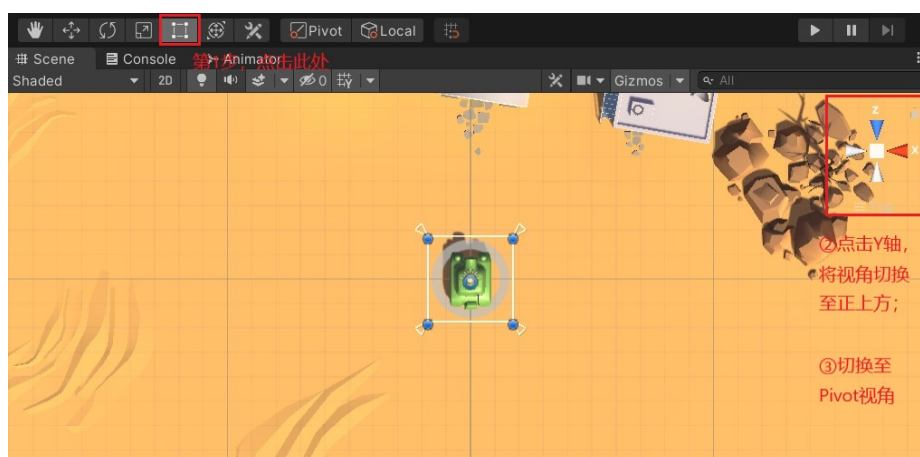 Pivot Local
# Scene Console Animator
第1步，点击此处
Shaded 2D 0 Gizmos All
z
x
②点击Y轴，
将视角切换
至正上方；
③切换至
Pivot视角